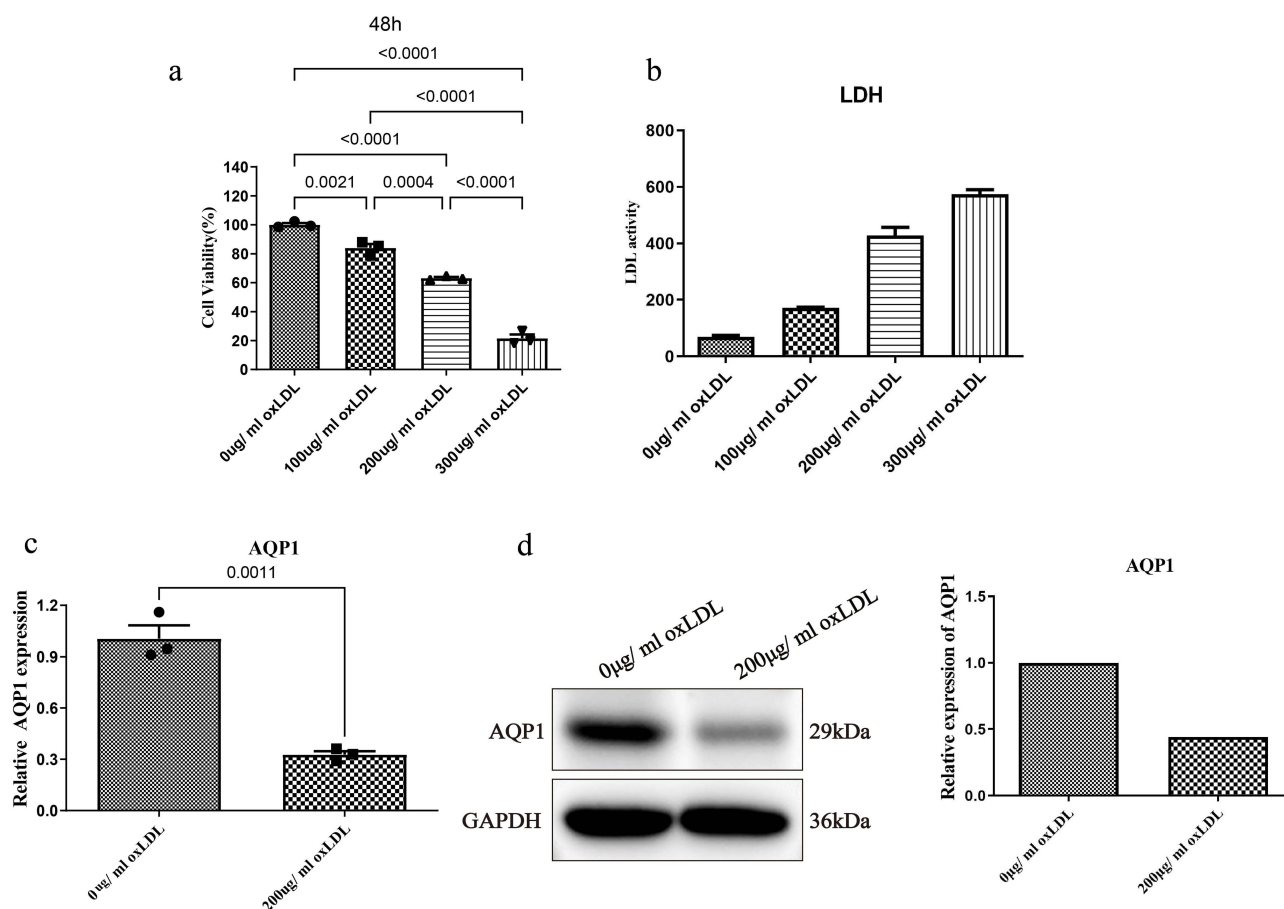 48h
a
<0.0001
<0.0001
<0.0001
0.0021
0.0004
<0.0001
Cell Viability(%)
140
120
100
80
60
40
20
0
0ug/ ml oxLDL
100ug/ ml oxLDL
200ug/ ml oxLDL
300ug/ ml oxLDL
b
LDH
LDL activity
800
600
400
200
0
0µg/ ml oxLDL
100µg/ ml oxLDL
200µg/ ml oxLDL
300µg/ ml oxLDL
c
AQP1
0.0011
Relative AQP1 expression
1.2
0.9
0.6
0.3
0.0
0ug/ ml oxLDL
200ug/ ml oxLDL
d
0µg/ ml oxLDL
200µg/ ml oxLDL
AQP1
29kDa
GAPDH
36kDa
AQP1
Relative expression of AQP1
1.5
1.0
0.5
0.0
0µg/ ml oxLDL
200µg/ ml oxLDL